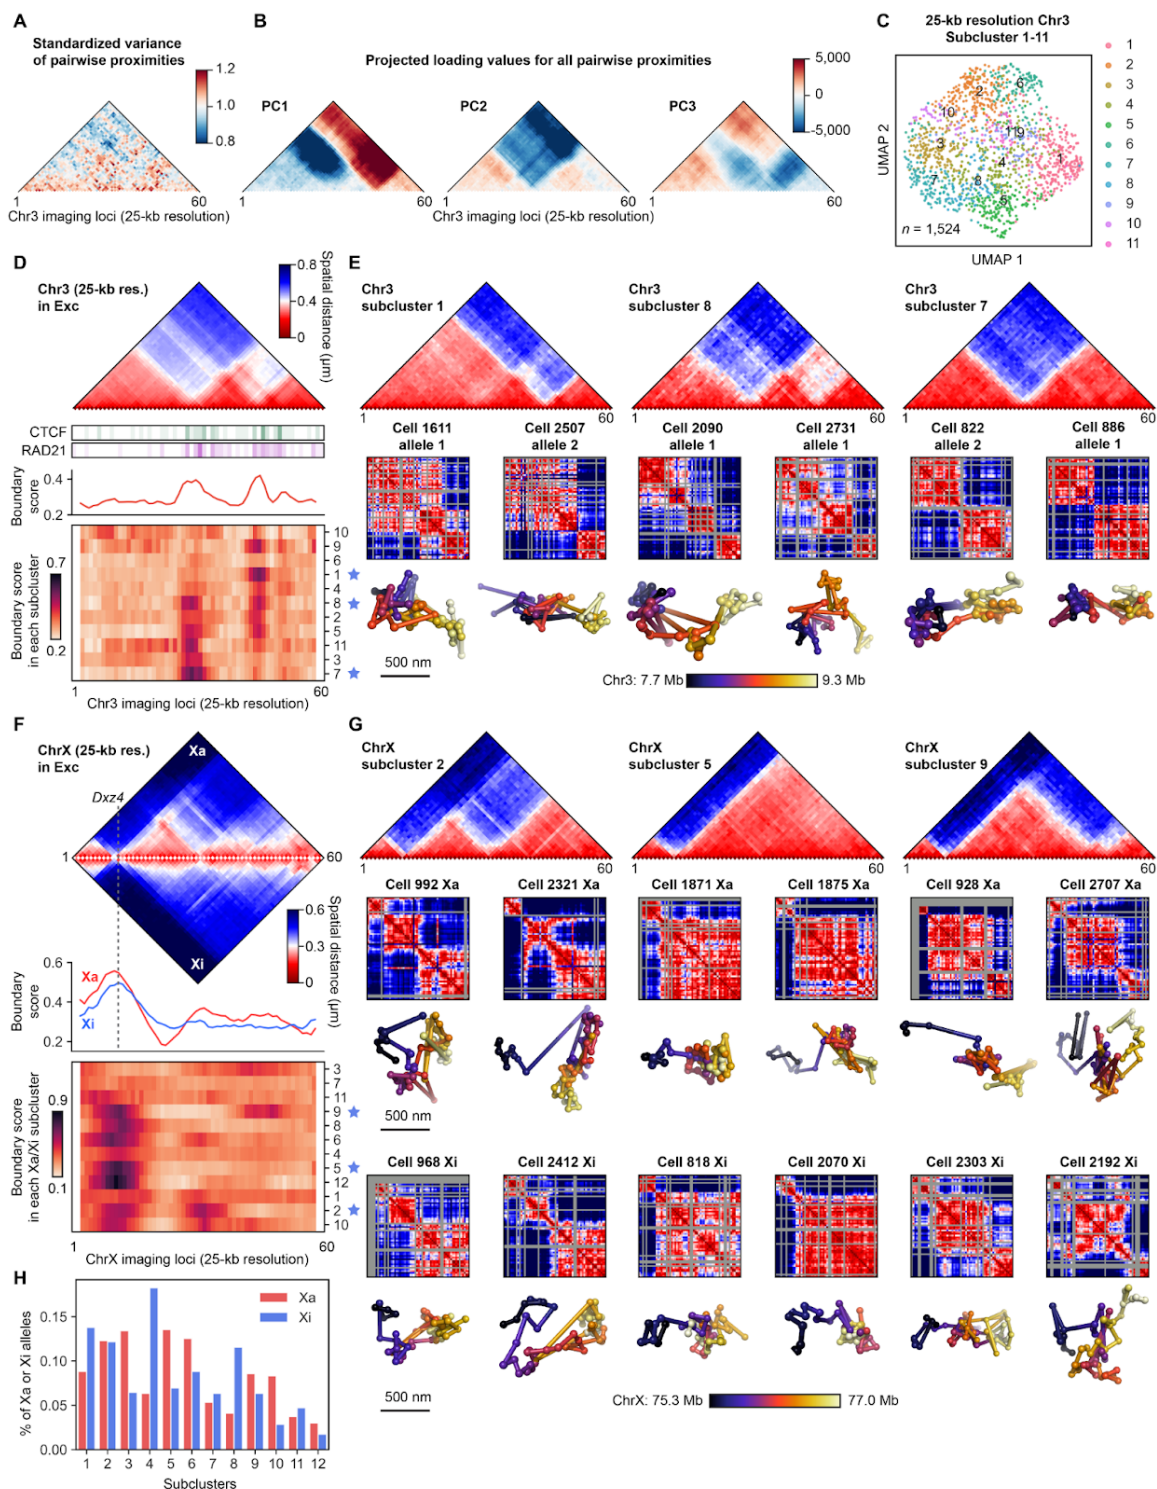 A
Standardized variance
of pairwise proximities
1.2
1.0
0.8
1
60
Chr3 imaging loci (25-kb resolution)
B
Projected loading values for all pairwise proximities
5,000
0
-5,000
PC1
PC2
PC3
1
60
1
60
1
60
Chr3 imaging loci (25-kb resolution)
C
25-kb resolution Chr3
Subcluster 1-11
UMAP 2
UMAP 1
n = 1,524
2
6
10
119
3
4
1
7
8
5
1
2
3
4
5
6
7
8
9
10
11
D
Chr3 (25-kb res.)
in Exc
0.8
0.4
0
Spatial distance (μm)
CTCF
RAD21
Boundary
score
0.4
0.2
Boundary score
in each subcluster
0.7
0.2
10
9
6
1
4
8
2
5
11
3
7
1
60
Chr3 imaging loci (25-kb resolution)
E
Chr3
subcluster 1
Chr3
subcluster 8
Chr3
subcluster 7
1
60
1
60
1
60
Cell 1611
allele 1
Cell 2507
allele 2
Cell 2090
allele 1
Cell 2731
allele 1
Cell 822
allele 2
Cell 886
allele 1
500 nm
Chr3: 7.7 Mb
9.3 Mb
F
ChrX (25-kb res.)
in Exc
Xa
Dxz4
1
60
Xi
0.6
0.3
0
Spatial distance (μm)
Boundary
score
0.6
0.4
0.2
Xa
Xi
Boundary score
in each Xa/Xi subcluster
0.9
0.1
3
7
11
9
8
6
4
5
12
1
2
10
1
60
ChrX imaging loci (25-kb resolution)
G
ChrX
subcluster 2
ChrX
subcluster 5
ChrX
subcluster 9
1
60
1
60
1
60
Cell 992 Xa
Cell 2321 Xa
Cell 1871 Xa
Cell 1875 Xa
Cell 928 Xa
Cell 2707 Xa
500 nm
Cell 968 Xi
Cell 2412 Xi
Cell 818 Xi
Cell 2070 Xi
Cell 2303 Xi
Cell 2192 Xi
500 nm
ChrX: 75.3 Mb
77.0 Mb
H
% of Xa or Xi alleles
0.15
0.10
0.05
0.00
Xa
Xi
1 2 3 4 5 6 7 8 9 10 11 12
Subclusters